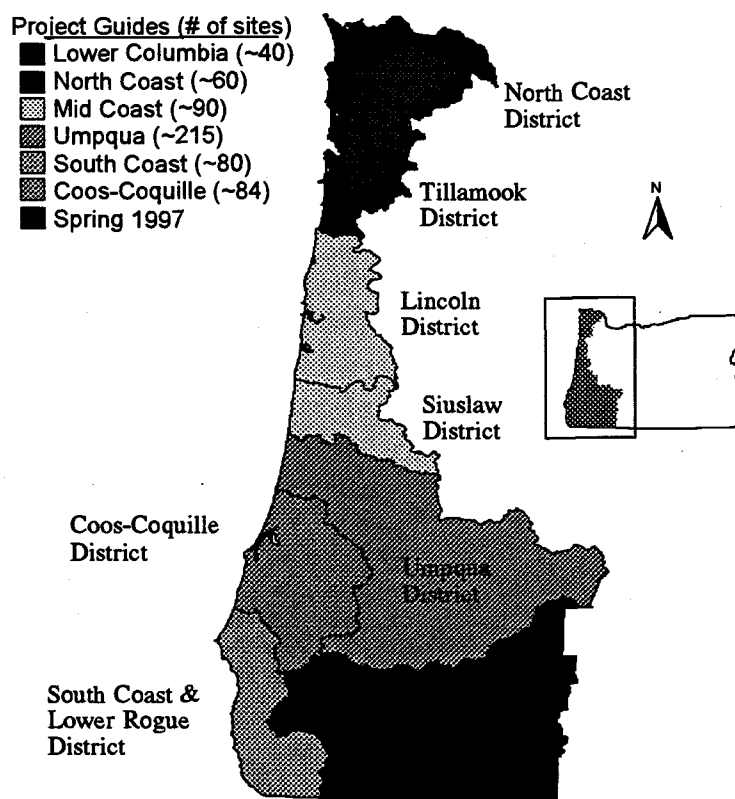 Project Guides (# of sites)
Lower Columbia (~40)
North Coast (~60)
Mid Coast (~90)
Umpqua (~215)
South Coast (~80)
Coos-Coquille (~84)
Spring 1997
North Coast
District
Tillamook
District
N
Lincoln
District
Siuslaw
District
Coos-Coquille
District
Umpqua
District
South Coast &
Lower Rogue
District